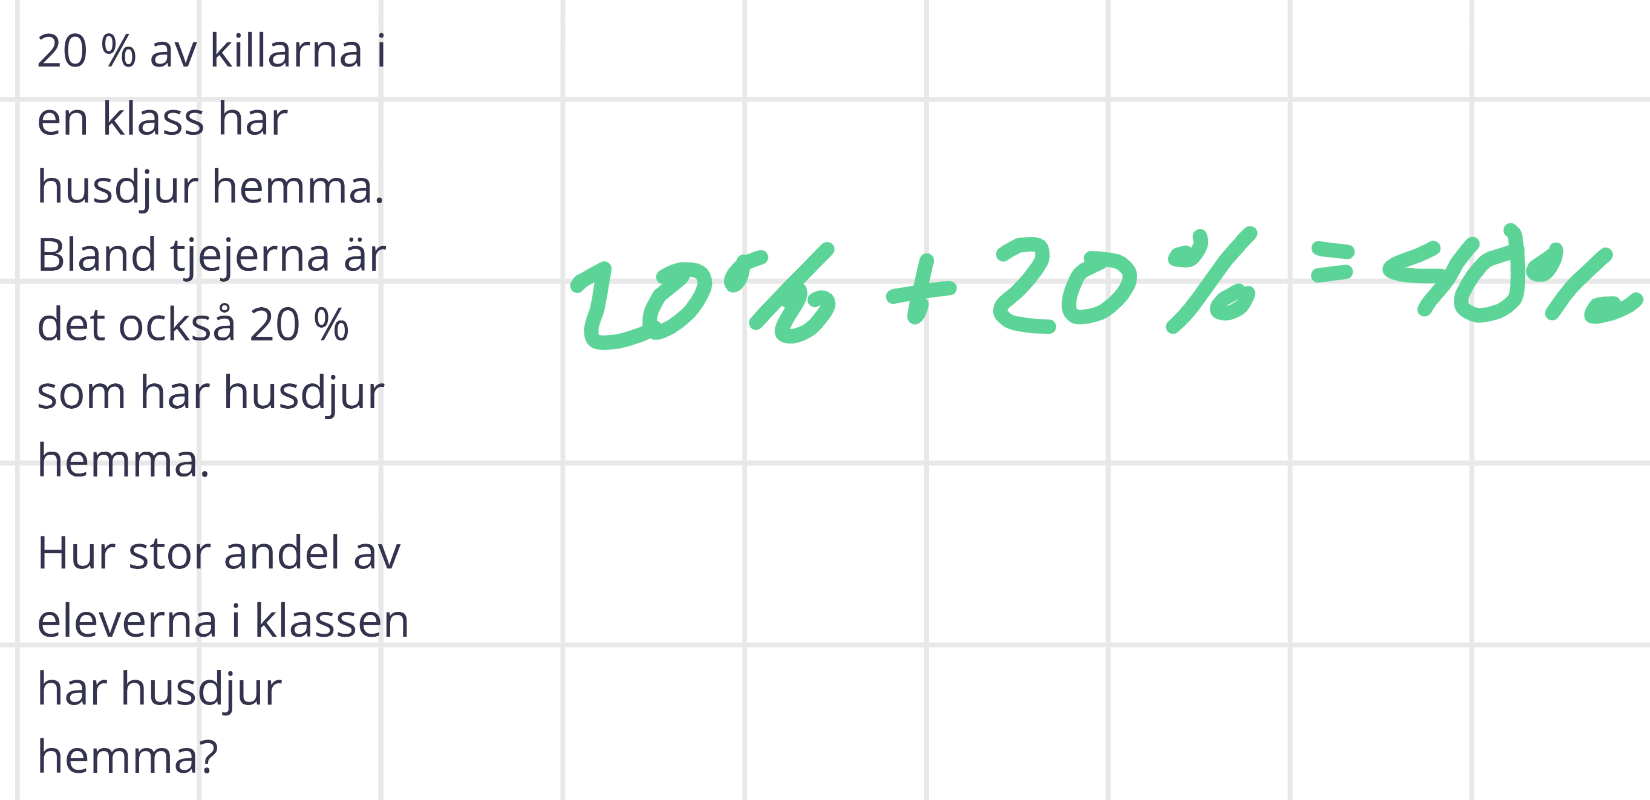 20 % av killarna i
en klass har
husdjur hemma.
Bland tjejerna är
det också 20 %
som har husdjur
hemma.
Hur stor andel av
eleverna i klassen
har husdjur
hemma?
20% + 20% = 40%